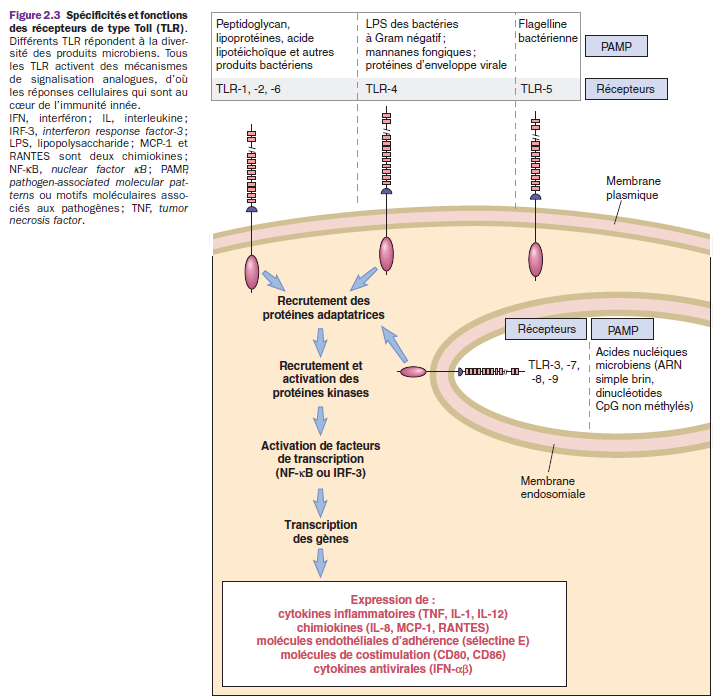 Figure 2.3 Spécificités et fonctions
des récepteurs de type Toll (TLR).
Différents TLR répondent à la diver-
sité des produits microbiens. Tous
les TLR activent des mécanismes
de signalisation analogues, d'où
les réponses cellulaires qui sont au
cœur de l'immunité innée.
IFN, interféron; IL, interleukine;
IRF-3, interferon response factor-3;
LPS, lipopolysaccharide; MCP-1 et
RANTES sont deux chimiokines;
NF-κB, nuclear factor κB; PAMP,
pathogen-associated molecular pat-
terns ou motifs moléculaires asso-
ciés aux pathogènes; TNF, tumor
necrosis factor.
Peptidoglycan,
lipoprotéines, acide
lipotéichoïque et autres
produits bactériens
LPS des bactéries
à Gram négatif;
mannanes fongiques;
protéines d'enveloppe virale
Flagelline
bactérienne
PAMP
TLR-1, -2, -6
TLR-4
TLR-5
Récepteurs
Membrane
plasmique
Recrutement des
protéines adaptatrices
Récepteurs
PAMP
TLR-3, -7,
-8, -9
Acides nucléiques
microbiens (ARN
simple brin,
dinucléotides
CpG non méthylés)
Recrutement et
activation des
protéines kinases
Activation de facteurs
de transcription
(NF-κB ou IRF-3)
Membrane
endosomiale
Transcription
des gènes
Expression de :
cytokines inflammatoires (TNF, IL-1, IL-12)
chimiokines (IL-8, MCP-1, RANTES)
molécules endothéliales d'adhérence (sélectine E)
molécules de costimulation (CD80, CD86)
cytokines antivirales (IFN-αβ)